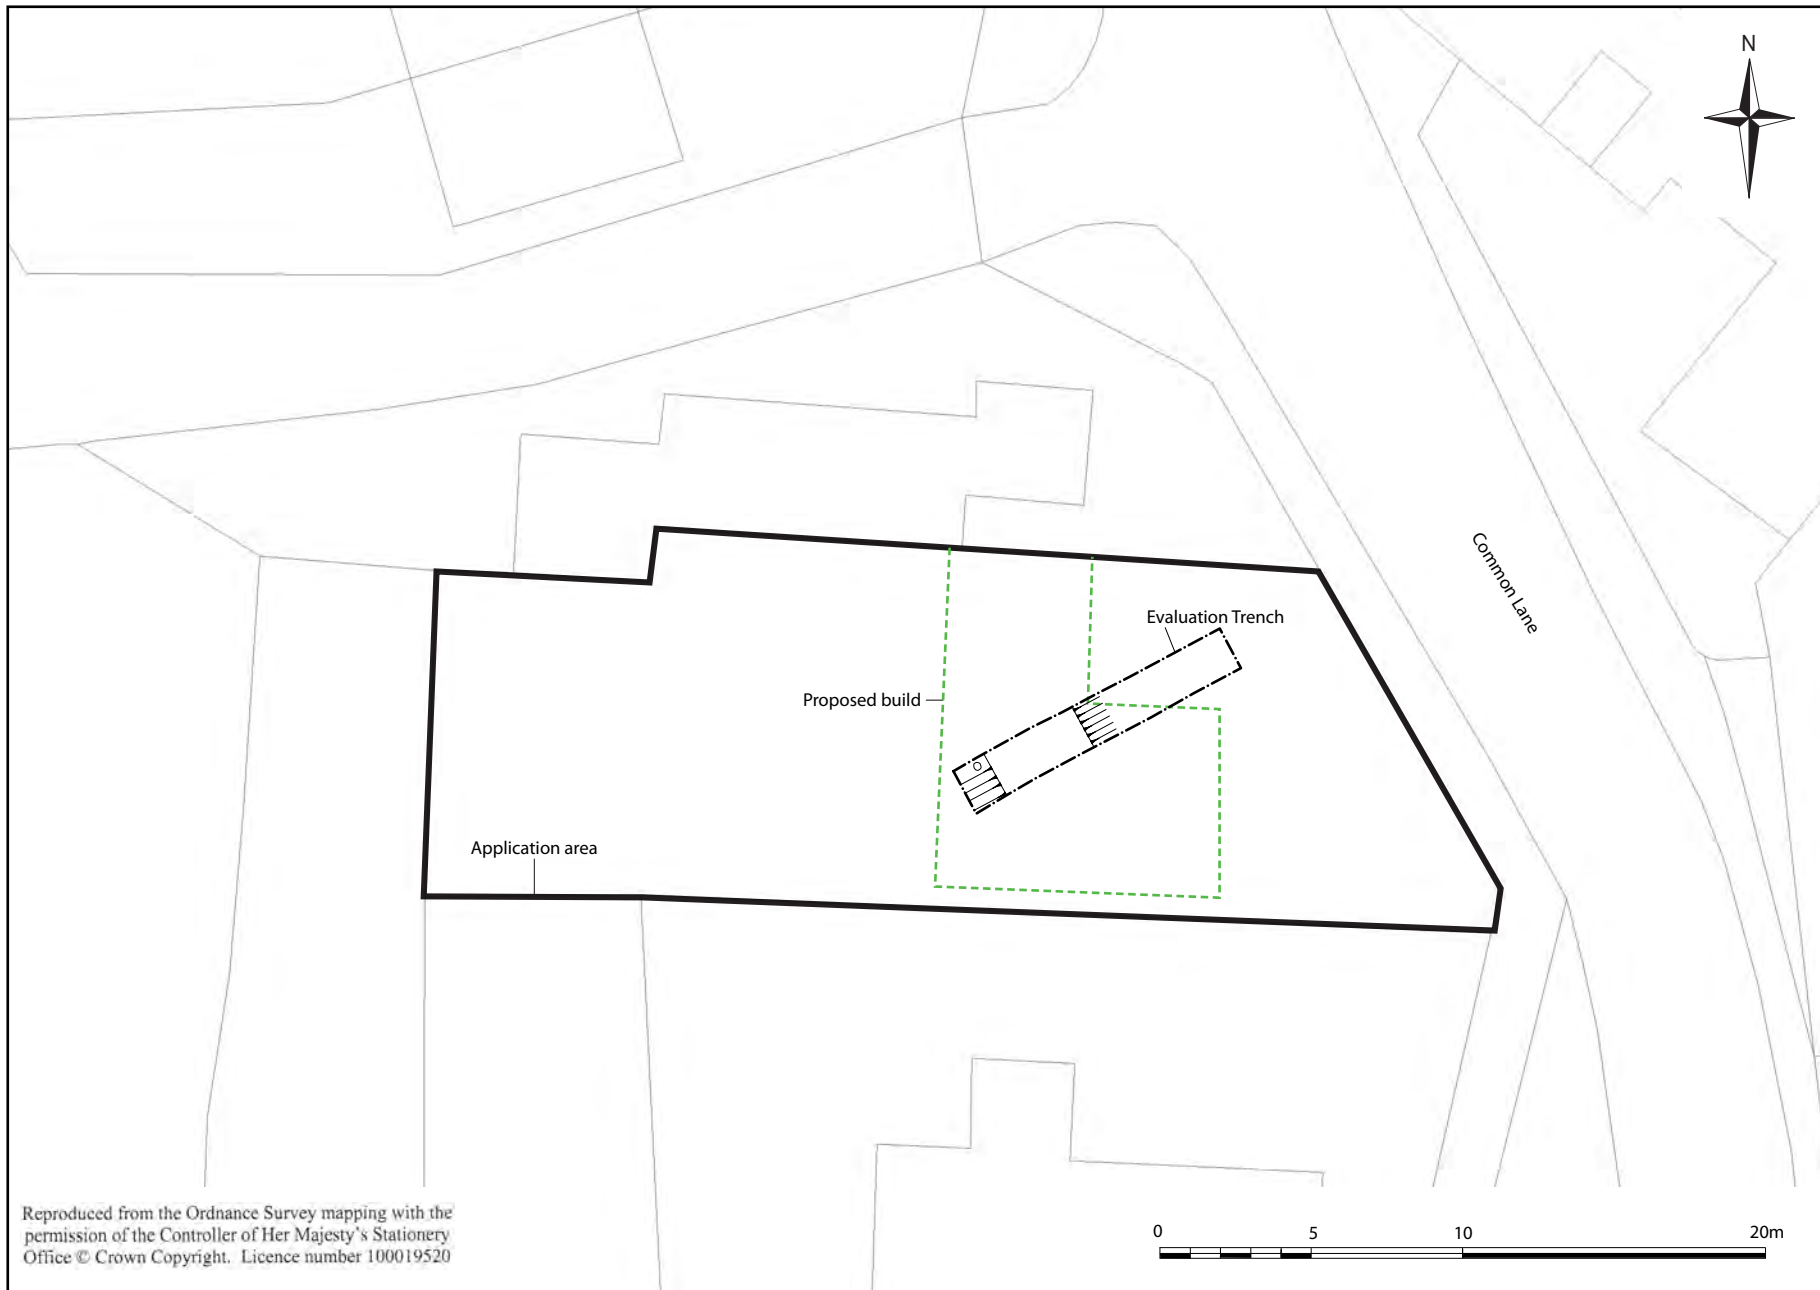 N
Common Lane
Evaluation Trench
Proposed build
Application area
Reproduced from the Ordnance Survey mapping with the
permission of the Controller of Her Majesty's Stationery
Office © Crown Copyright. Licence number 100019520
0 5 10 20m